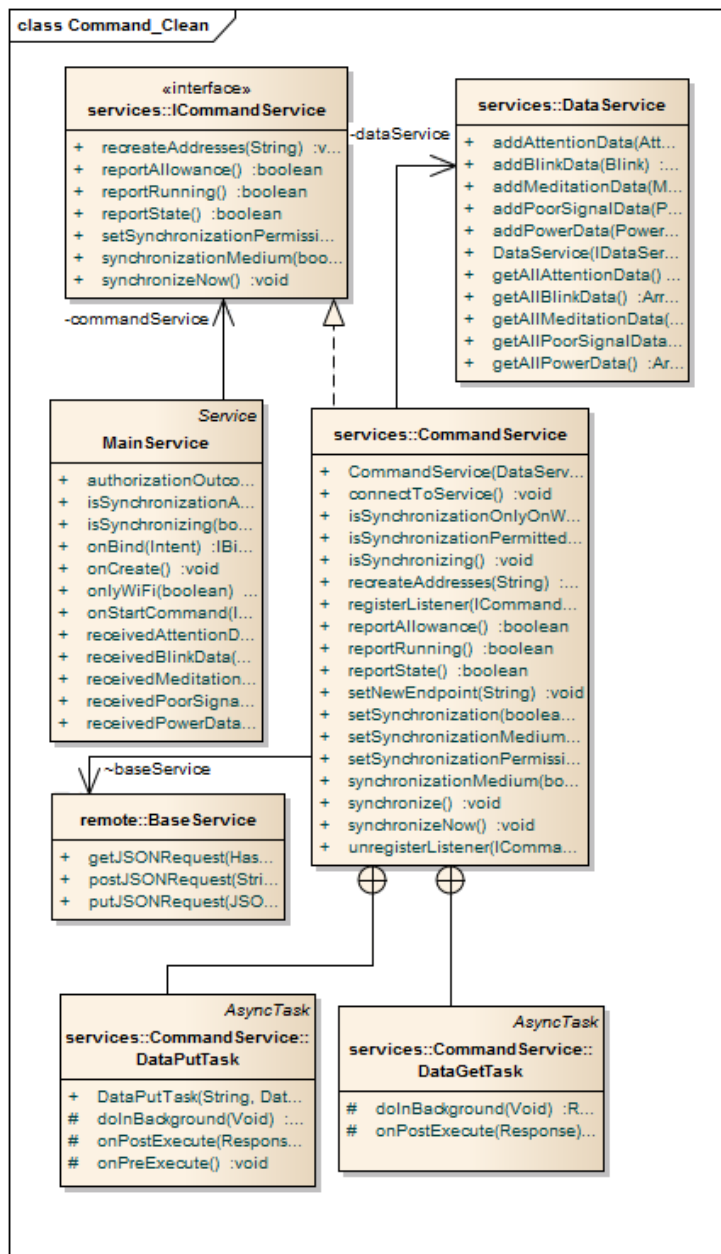 class Command_Clean
«interface»
services::ICommandService
+ recreateAddresses(String) :v...
+ reportAllowance() :boolean
+ reportRunning() :boolean
+ reportState() :boolean
+ setSynchronizationPermissi...
+ synchronizationMedium(boo...
+ synchronizeNow() :void
-dataService
services::DataService
+ addAttentionData(Att...
+ addBlinkData(Blink) :...
+ addMeditationData(M...
+ addPoorSignalData(P...
+ addPowerData(Power...
+ DataService(IDataSer...
+ getAllAttentionData() ...
+ getAllBlinkData() :Arr...
+ getAllMeditationData(...
+ getAllPoorSignalData...
+ getAllPowerData() :Ar...
-commandService
Service
MainService
+ authorizationOutco...
+ isSynchronizationA...
+ isSynchronizing(bo...
+ onBind(Intent) :IBi...
+ onCreate() :void
+ onlyWiFi(boolean) ...
+ onStartCommand(I...
+ receivedAttentionD...
+ receivedBlinkData(...
+ receivedMeditation...
+ receivedPoorSigna...
+ receivedPowerData...
services::CommandService
+ CommandService(DataServ...
+ connectToService() :void
+ isSynchronizationOnlyOnW...
+ isSynchronizationPermitted...
+ isSynchronizing() :void
+ recreateAddresses(String) :...
+ registerListener(ICommand...
+ reportAllowance() :boolean
+ reportRunning() :boolean
+ reportState() :boolean
+ setNewEndpoint(String) :void
+ setSynchronization(boolea...
+ setSynchronizationMedium...
+ setSynchronizationPermissi...
+ synchronizationMedium(bo...
+ synchronize() :void
+ synchronizeNow() :void
+ unregisterListener(IComma...
~baseService
remote::BaseService
+ getJSONRequest(Has...
+ postJSONRequest(Stri...
+ putJSONRequest(JSO...
AsyncTask
services::CommandService::
DataPutTask
+ DataPutTask(String, Dat...
# doInBackground(Void) :...
# onPostExecute(Respons...
# onPreExecute() :void
AsyncTask
services::CommandService::
DataGetTask
# doInBackground(Void) :R...
# onPostExecute(Response)...